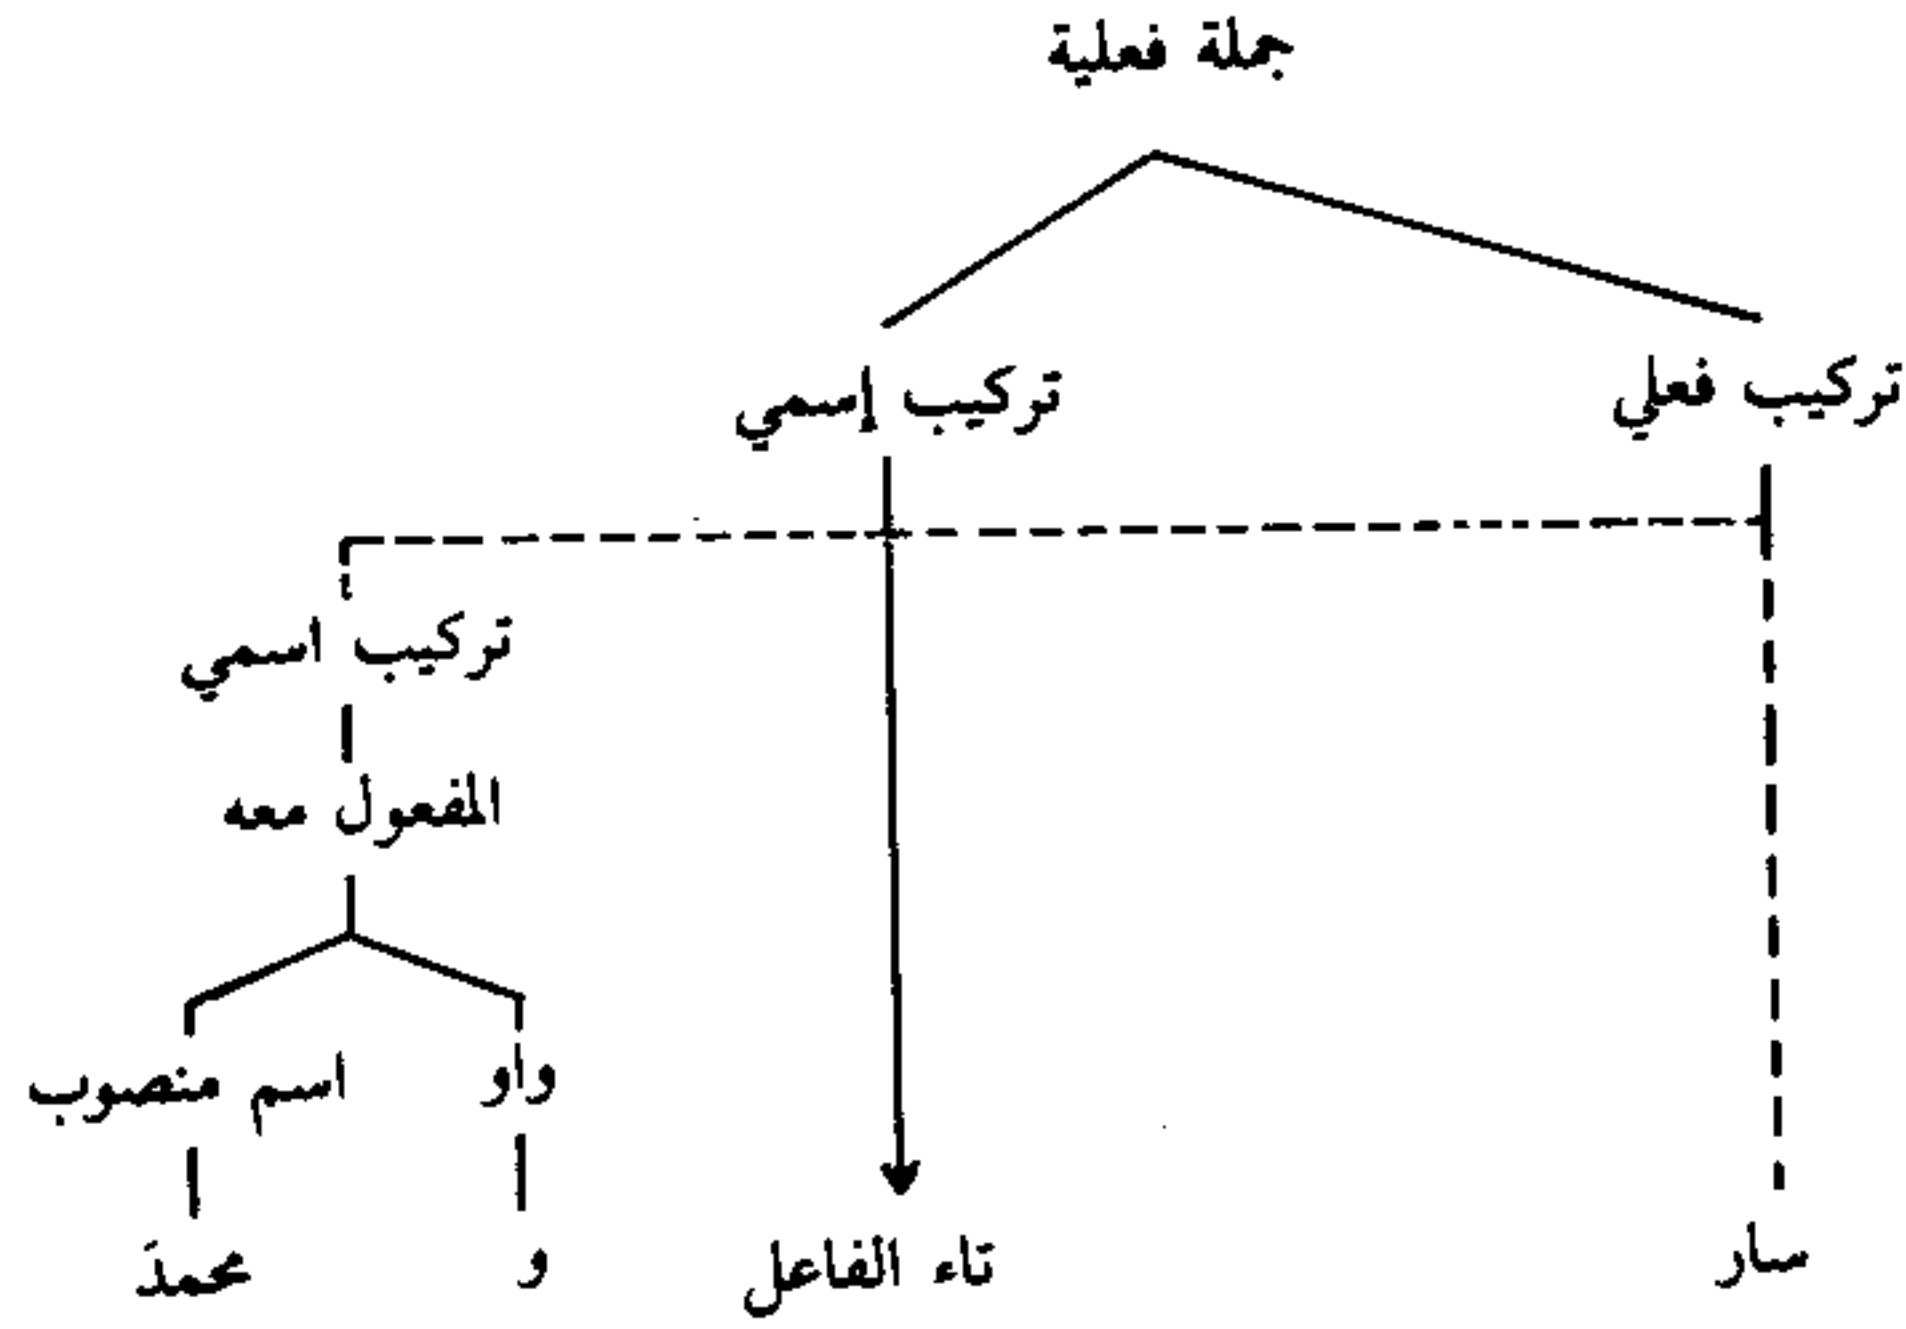 جملة فعلية
تركيب فعلي تركيب إسمي
تركيب اسمي
المفعول معه
واو اسم منصوب
سار تاء الفاعل و محمدَ